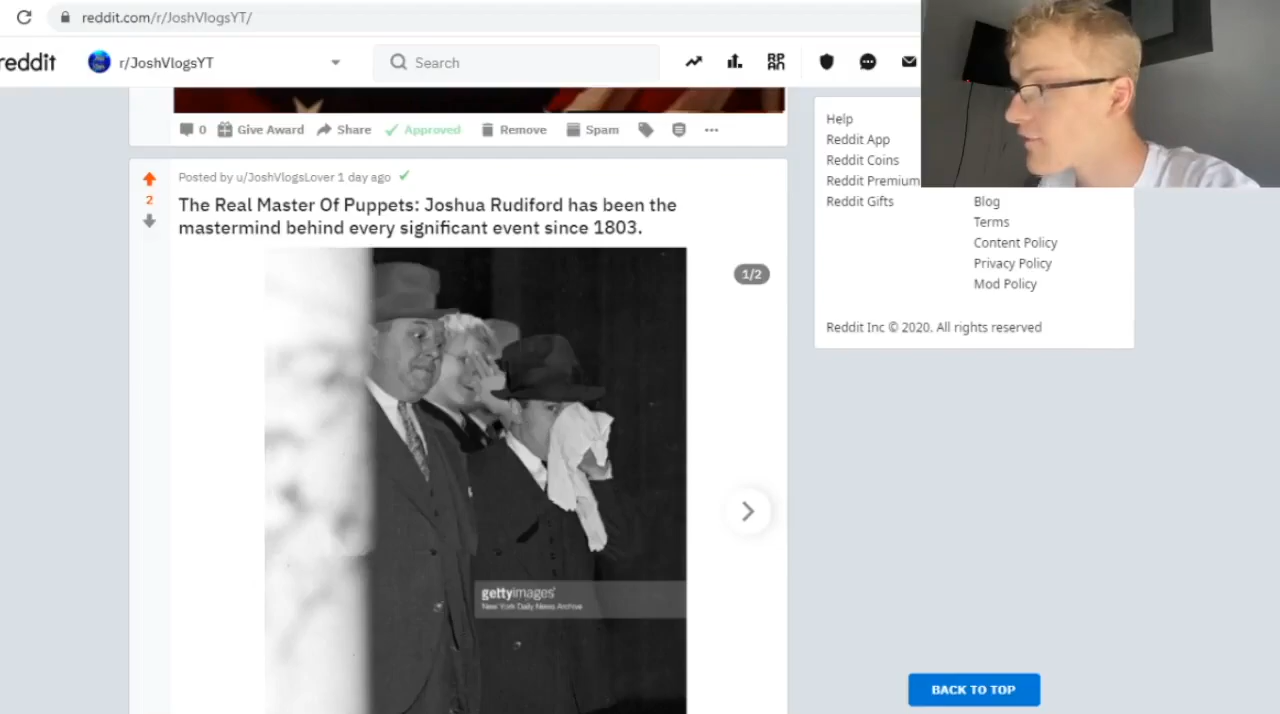 reddit.com/r/JoshVlogsYT/
reddit
r/JoshVlogsYT
Search
RPAN
0 Give Award Share Approved Remove Spam
Posted by u/JoshVlogsLover 1 day ago
2
The Real Master Of Puppets: Joshua Rudiford has been the
mastermind behind every significant event since 1803.
1/2
gettyimages
New York Daily News Archive
Help
Reddit App
Reddit Coins
Reddit Premium
Reddit Gifts
Blog
Terms
Content Policy
Privacy Policy
Mod Policy
Reddit Inc © 2020. All rights reserved
BACK TO TOP